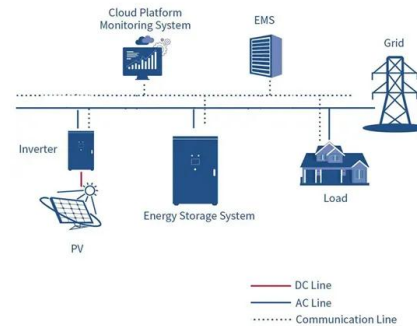 Cloud Platform
Monitoring System
EMS
Grid
Inverter
Energy Storage System
Load
PV
DC Line
AC Line
Communication Line